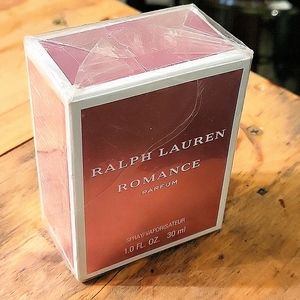 RALPH LAUREN
ROMANCE
PARFUM
SPRAY/VAPORISATEUR
1.0 FL. OZ. 30 ml